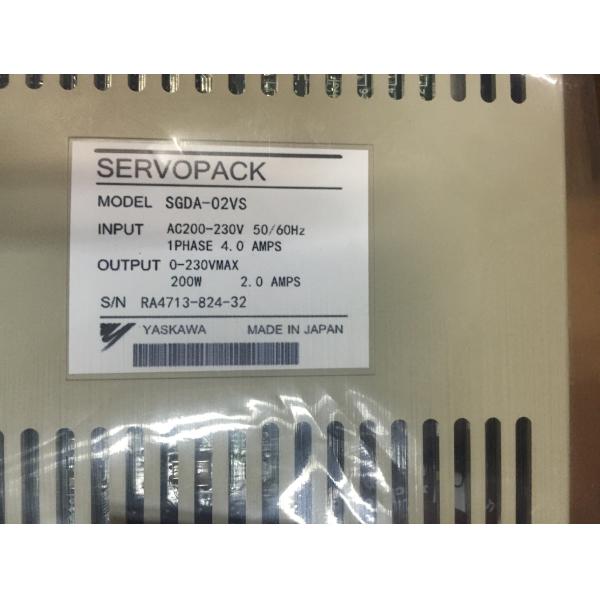 SERVOPACK
MODEL SGDA-02VS
INPUT AC200-230V 50/60Hz
1PHASE 4.0 AMPS
OUTPUT 0-230VMAX
200W 2.0 AMPS
S/N RA4713-824-32
YASKAWA MADE IN JAPAN